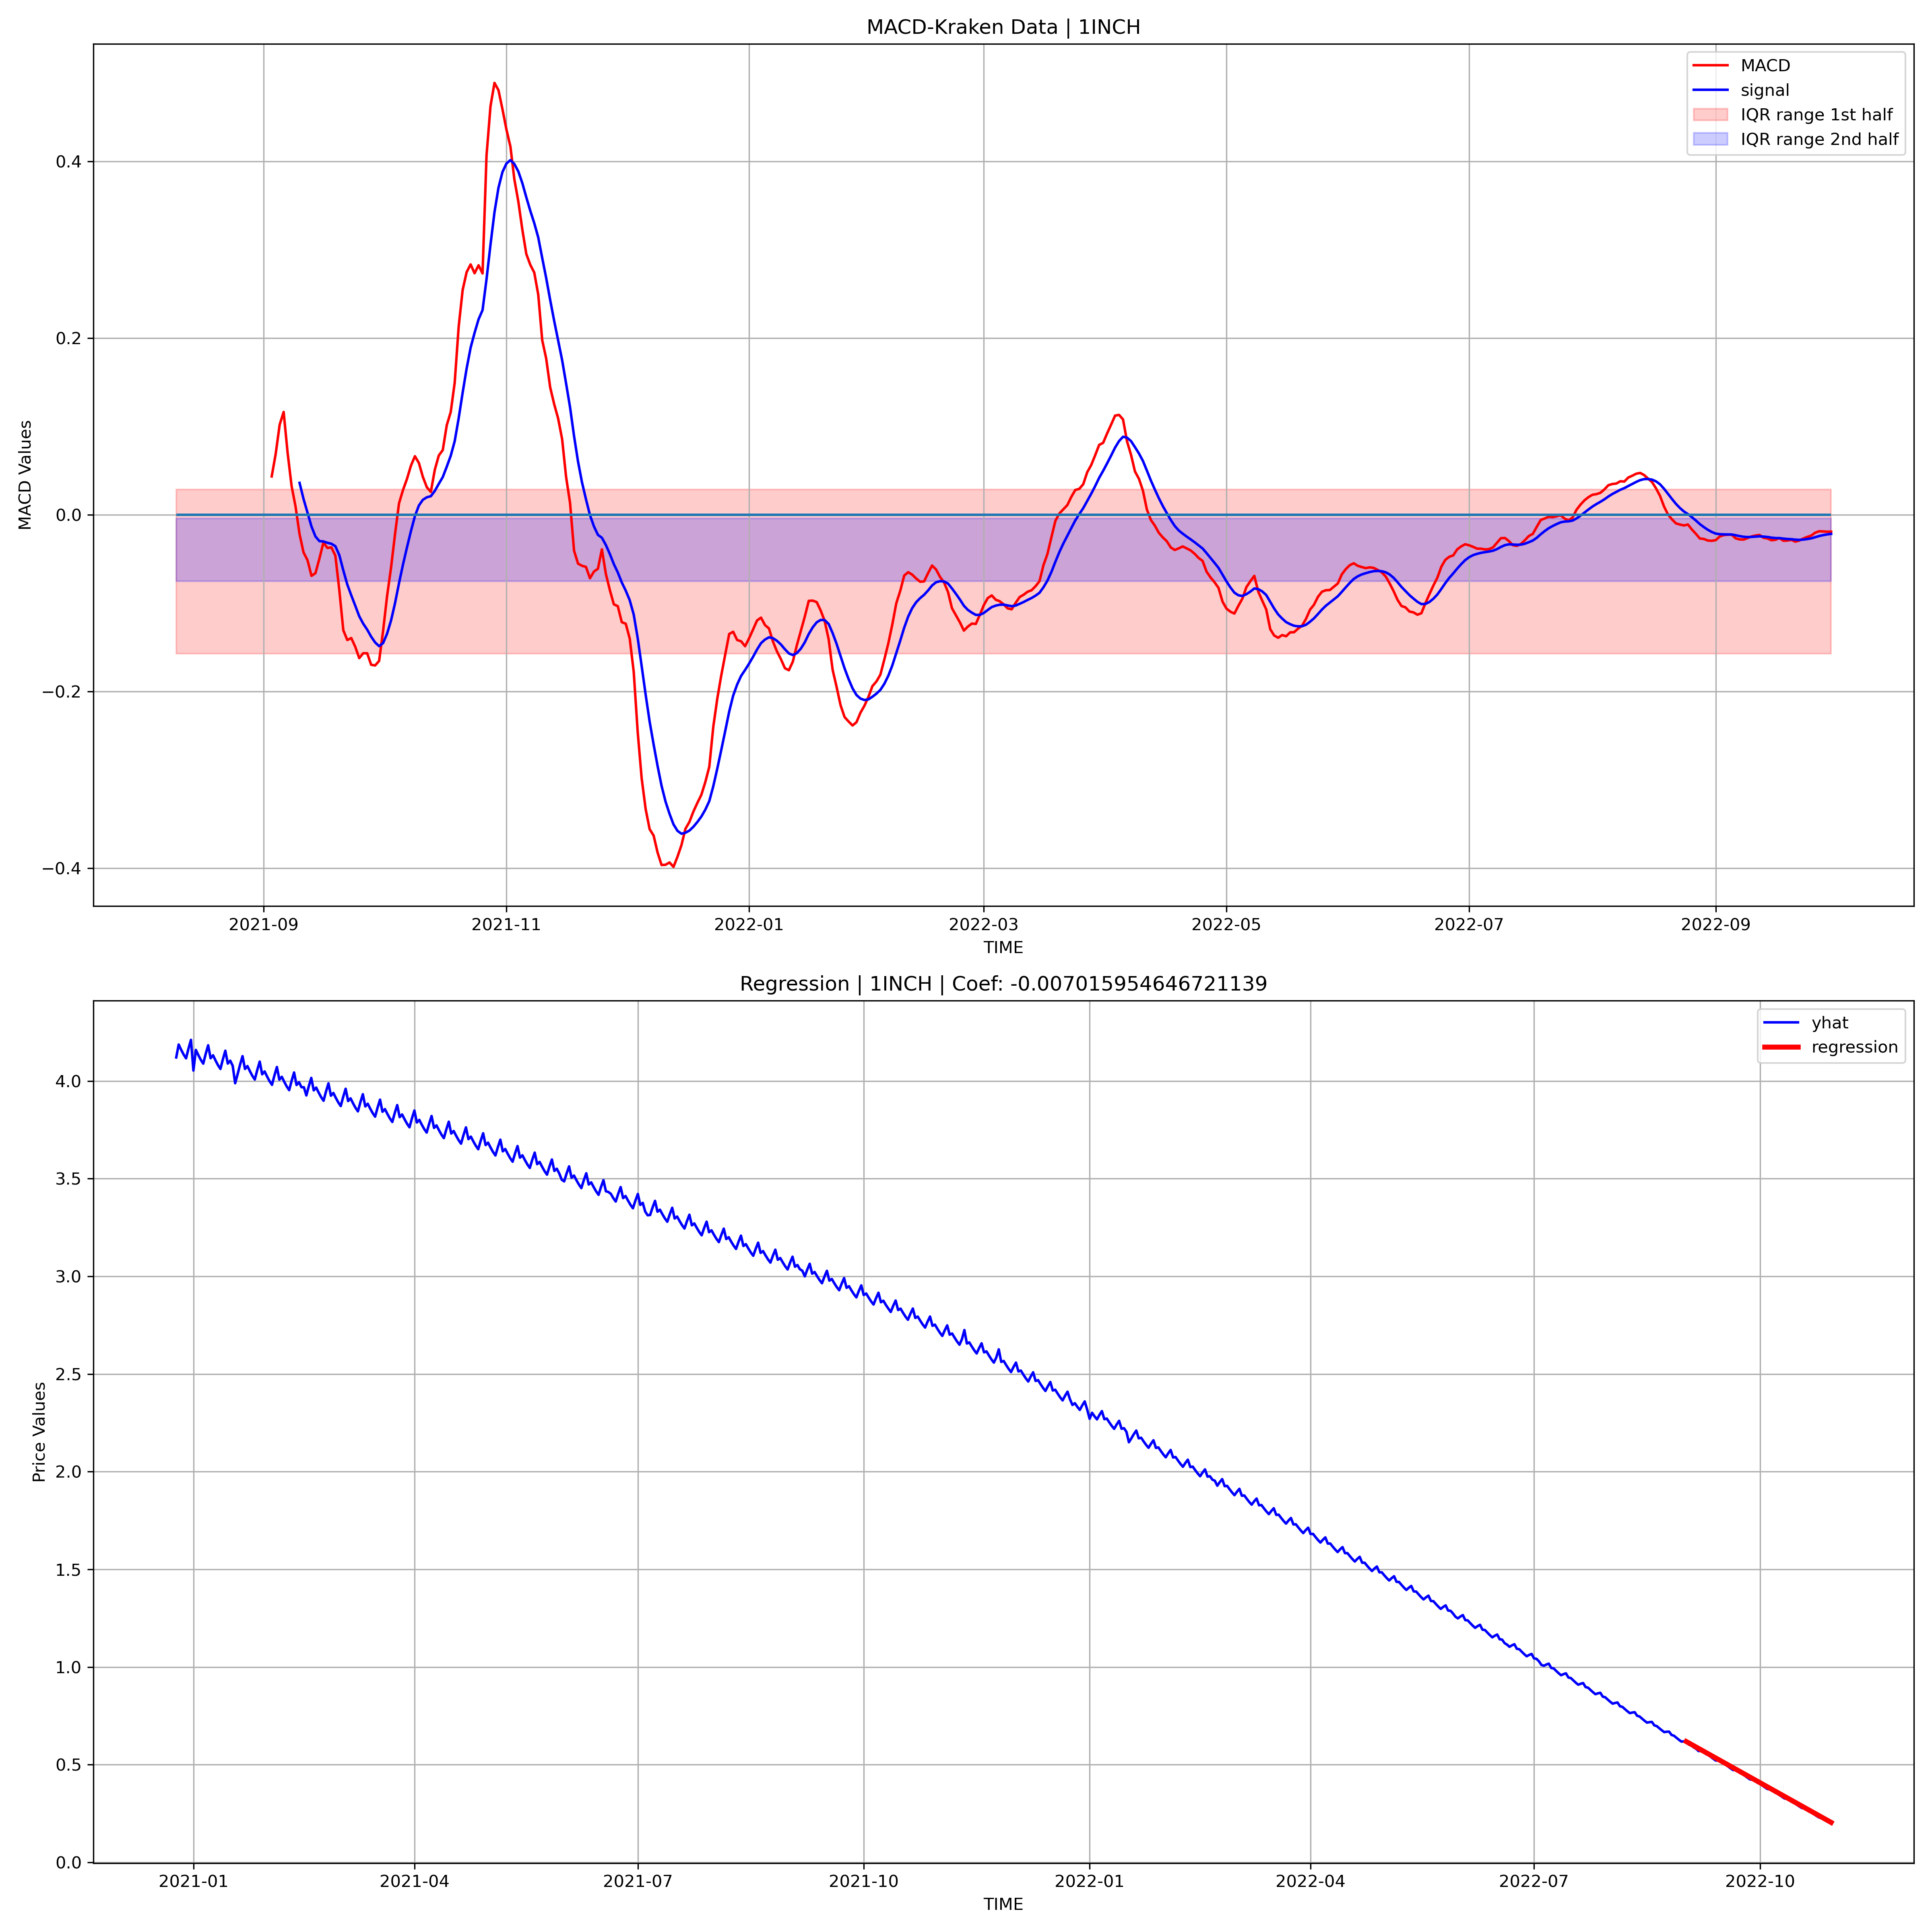 MACD-Kraken Data | 1INCH
MACD
signal
IQR range 1st half
IQR range 2nd half
MACD Values
0.4
0.2
0.0
−0.2
−0.4
2021-09 2021-11 2022-01 2022-03 2022-05 2022-07 2022-09
TIME
Regression | 1INCH | Coef: -0.007015954646721139
yhat
regression
Price Values
4.0
3.5
3.0
2.5
2.0
1.5
1.0
0.5
0.0
2021-01 2021-04 2021-07 2021-10 2022-01 2022-04 2022-07 2022-10
TIME